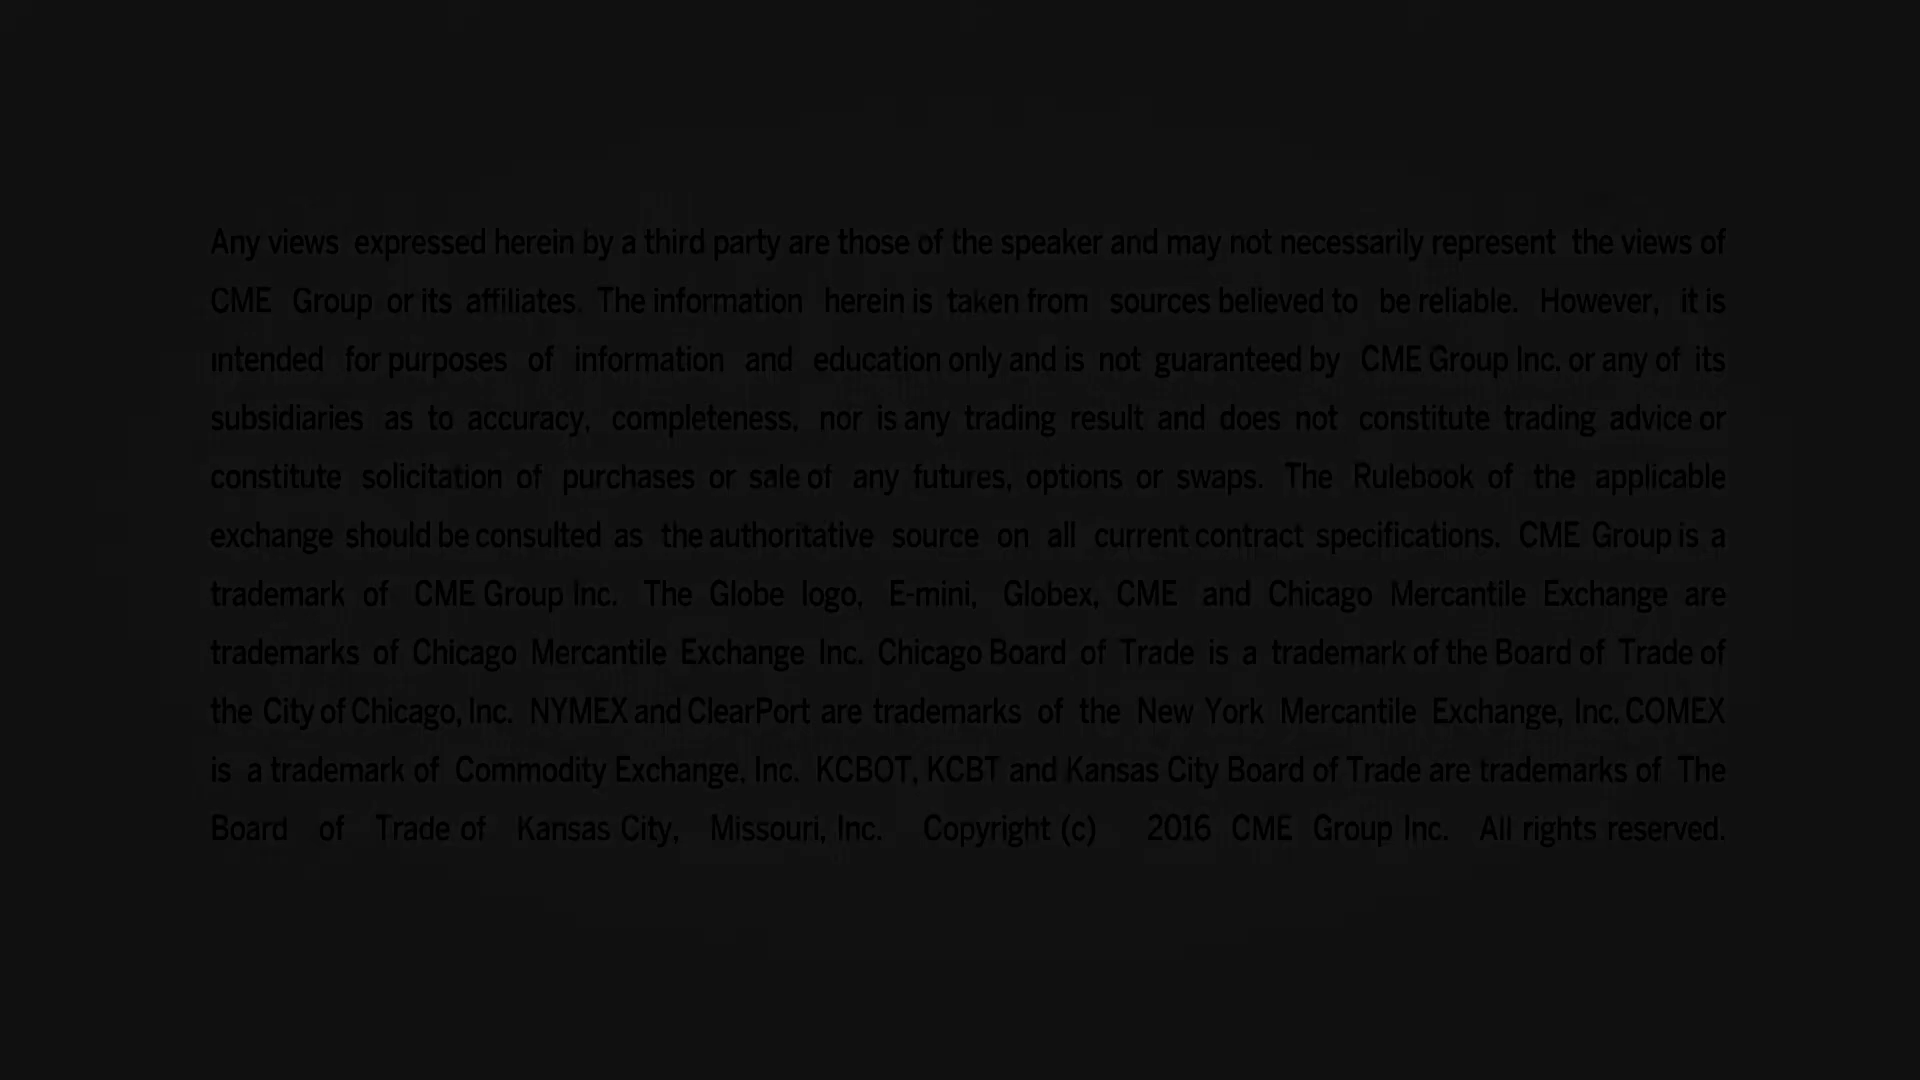 Any views expressed herein by a third party are those of the speaker and may not necessarily represent the views of
CME Group or its affiliates. The information herein is taken from sources believed to be reliable. However, it is
intended for purposes of information and education only and is not guaranteed by CME Group Inc. or any of its
subsidiaries as to accuracy, completeness, nor is any trading result and does not constitute trading advice or
constitute solicitation of purchases or sale of any futures, options or swaps. The Rulebook of the applicable
exchange should be consulted as the authoritative source on all current contract specifications. CME Group is a
trademark of CME Group Inc. The Globe logo, E-mini, Globex, CME and Chicago Mercantile Exchange are
trademarks of Chicago Mercantile Exchange Inc. Chicago Board of Trade is a trademark of the Board of Trade of
the City of Chicago, Inc. NYMEX and ClearPort are trademarks of the New York Mercantile Exchange, Inc. COMEX
is a trademark of Commodity Exchange, Inc. KCBOT, KCBT and Kansas City Board of Trade are trademarks of The
Board of Trade of Kansas City, Missouri, Inc. Copyright (c) 2016 CME Group Inc. All rights reserved.